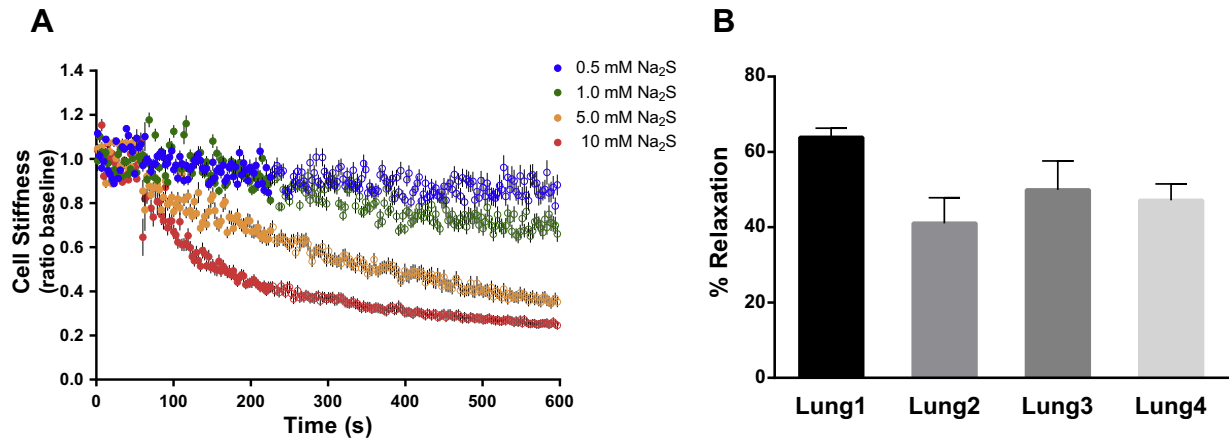 A
Cell Stiffness
(ratio baseline)
1.4
1.2
1.0
0.8
0.6
0.4
0.2
0.0
0 100 200 300 400 500 600
Time (s)
0.5 mM Na₂S
1.0 mM Na₂S
5.0 mM Na₂S
10 mM Na₂S
B
% Relaxation
80
60
40
20
0
Lung1 Lung2 Lung3 Lung4